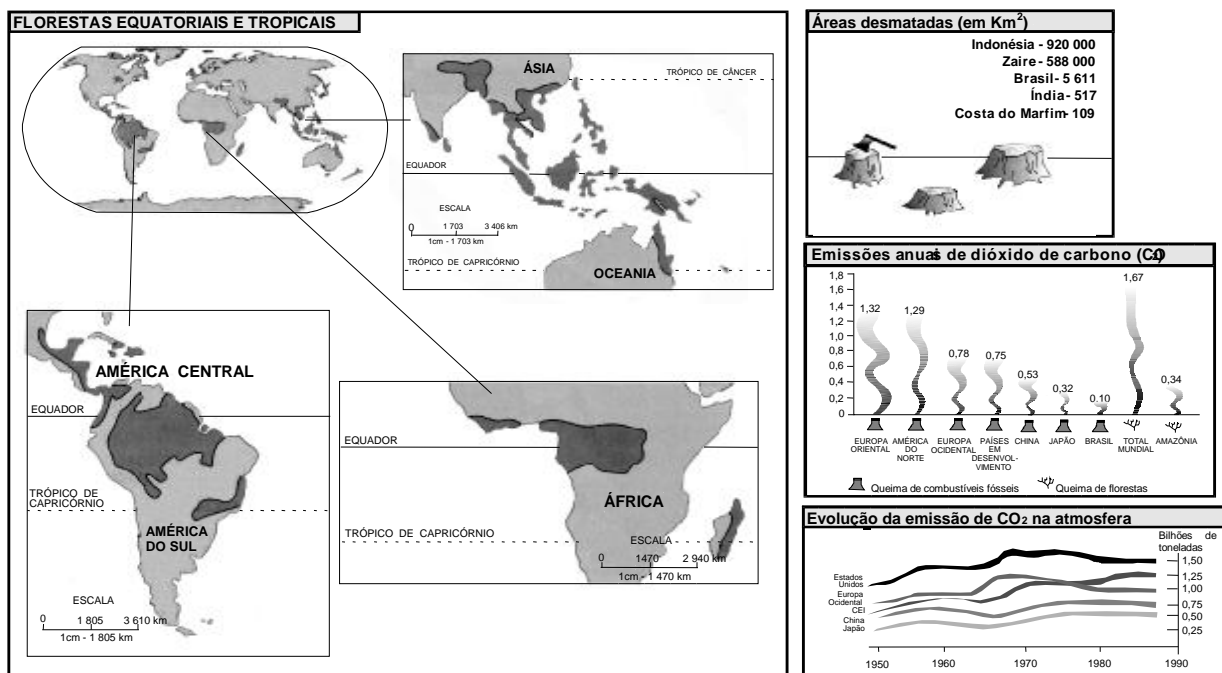 FLORESTAS EQUATORIAIS E TROPICAIS
ÁSIA
TRÓPICO DE CÂNCER
EQUADOR
ESCALA
0 1 703 3 406 km
1cm - 1 703 km
TRÓPICO DE CAPRICÓRNIO
OCEANIA
AMÉRICA CENTRAL
EQUADOR
TRÓPICO DE
CAPRICÓRNIO
AMÉRICA
DO SUL
ESCALA
0 1 805 3 610 km
1cm - 1 805 km
EQUADOR
ÁFRICA
TRÓPICO DE CAPRICÓRNIO
ESCALA
0 1470 2 940 km
1cm - 1 470 km
Áreas desmatadas (em Km²)
Indonésia - 920 000
Zaire - 588 000
Brasil - 5 611
Índia - 517
Costa do Marfim- 109
Emissões anuais de dióxido de carbono (CO2)
1,8
1,6
1,4
1,2
1,0
0,8
0,6
0,4
0,2
0
1,32
1,29
0,78
0,75
0,53
0,32
0,10
1,67
0,34
EUROPA
ORIENTAL
AMÉRICA
DO
NORTE
EUROPA
OCIDENTAL
PAÍSES
EM
DESENVOL-
VIMENTO
CHINA
JAPÃO
BRASIL
TOTAL
MUNDIAL
AMAZÔNIA
Queima de combustíveis fósseis
Queima de florestas
Evolução da emissão de CO₂ na atmosfera
Bilhões de
toneladas
1,50
1,25
1,00
0,75
0,50
0,25
Estados
Unidos
Europa
Ocidental
CEI
China
Japão
1950 1960 1970 1980 1990